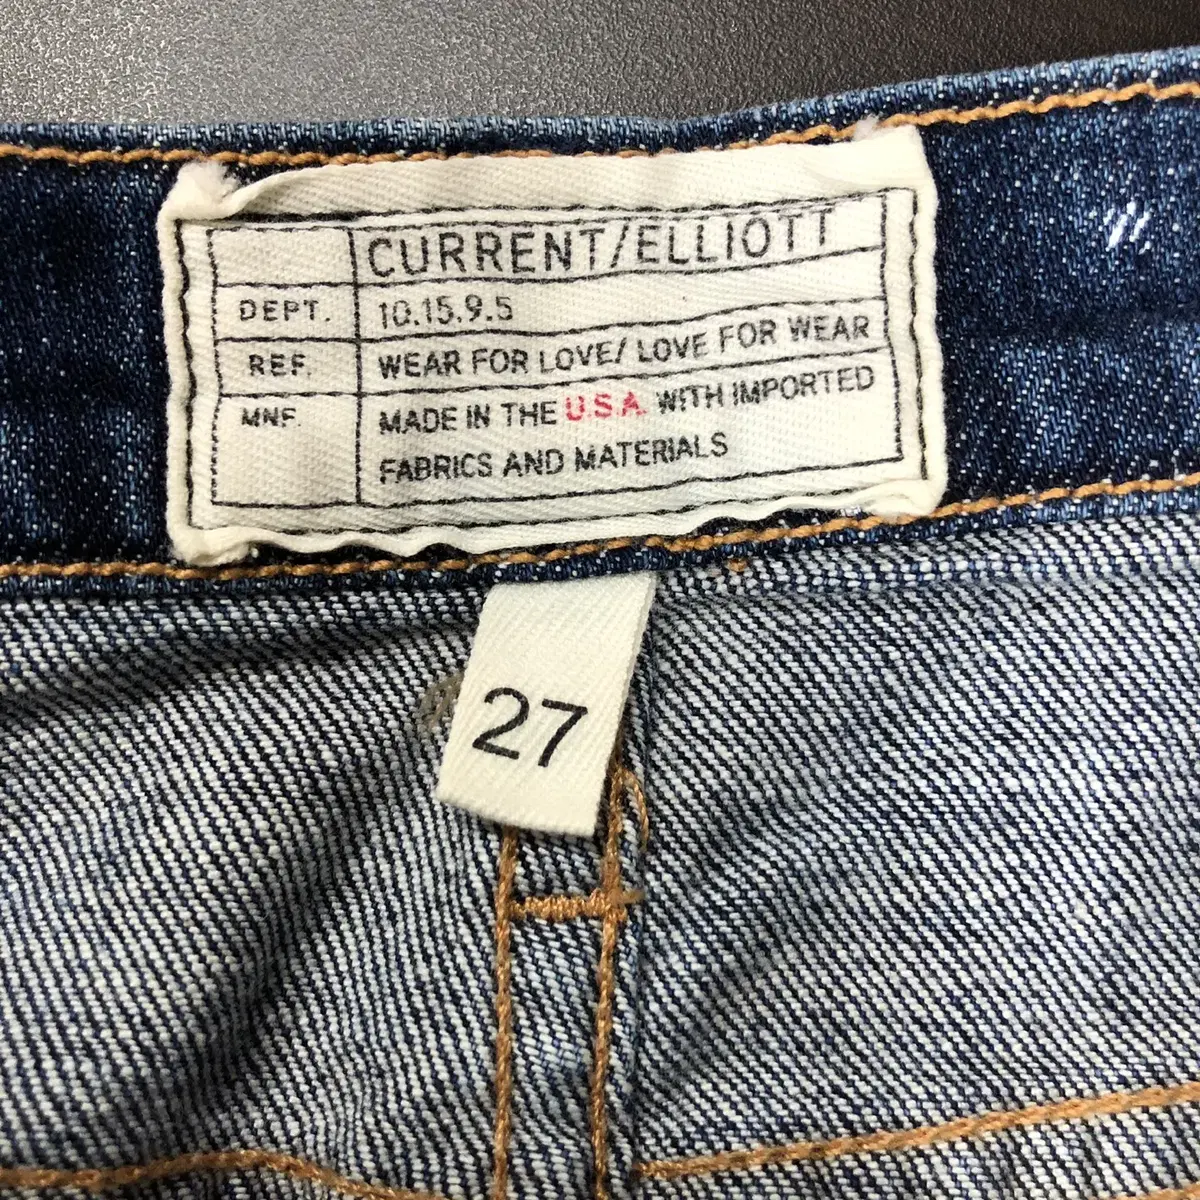 CURRENT/ELLIOTT
DEPT. 10.15.9.5
REF. WEAR FOR LOVE/ LOVE FOR WEAR
MNF. MADE IN THE U.S.A. WITH IMPORTED
FABRICS AND MATERIALS
27